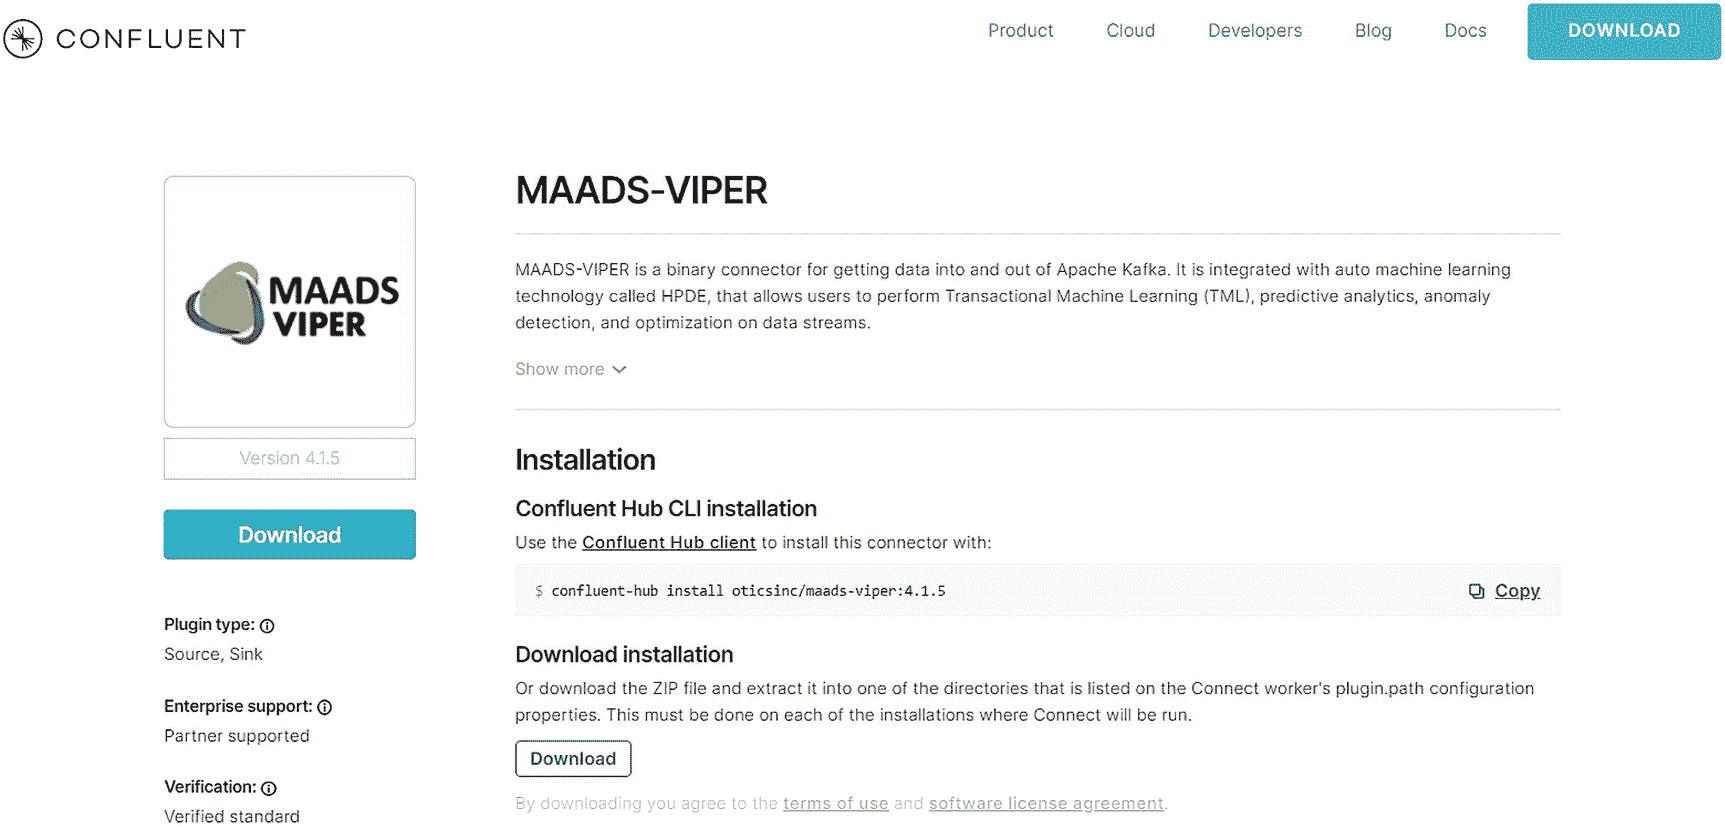 CONFLUENT
Product
Cloud
Developers
Blog
Docs
DOWNLOAD
MAADS
VIPER
Version 4.1.5
Download
Plugin type:
Source, Sink
Enterprise support:
Partner supported
Verification:
Verified standard
MAADS-VIPER
MAADS-VIPER is a binary connector for getting data into and out of Apache Kafka. It is integrated with auto machine learning
technology called HPDE, that allows users to perform Transactional Machine Learning (TML), predictive analytics, anomaly
detection, and optimization on data streams.
Show more
Installation
Confluent Hub CLI installation
Use the Confluent Hub client to install this connector with:
$ confluent-hub install oticsinc/maads-viper:4.1.5
Copy
Download installation
Or download the ZIP file and extract it into one of the directories that is listed on the Connect worker's plugin.path configuration
properties. This must be done on each of the installations where Connect will be run.
Download
By downloading you agree to the terms of use and software license agreement.